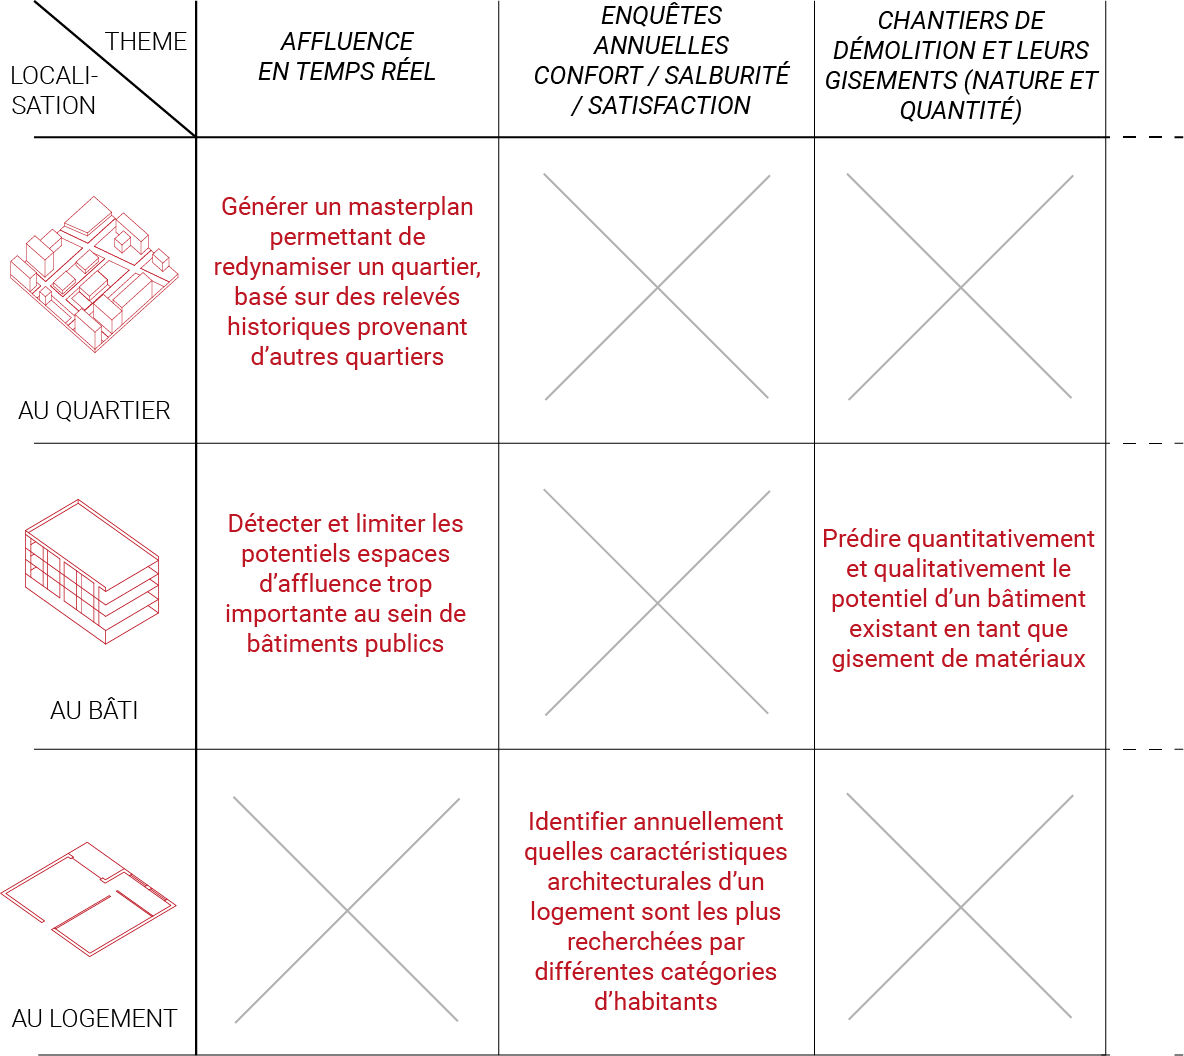 THEME
LOCALI-
SATION
AFFLUENCE
EN TEMPS RÉEL
ENQUÊTES
ANNUELLES
CONFORT / SALBURITÉ
/ SATISFACTION
CHANTIERS DE
DÉMOLITION ET LEURS
GISEMENTS (NATURE ET
QUANTITÉ)
AU QUARTIER
Générer un masterplan
permettant de
redynamiser un quartier,
basé sur des relevés
historiques provenant
d’autres quartiers
AU BÂTI
Détecter et limiter les
potentiels espaces
d’affluence trop
importante au sein de
bâtiments publics
Prédire quantitativement
et qualitativement le
potentiel d’un bâtiment
existant en tant que
gisement de matériaux
AU LOGEMENT
Identifier annuellement
quelles caractéristiques
architecturales d’un
logement sont les plus
recherchées par
différentes catégories
d’habitants